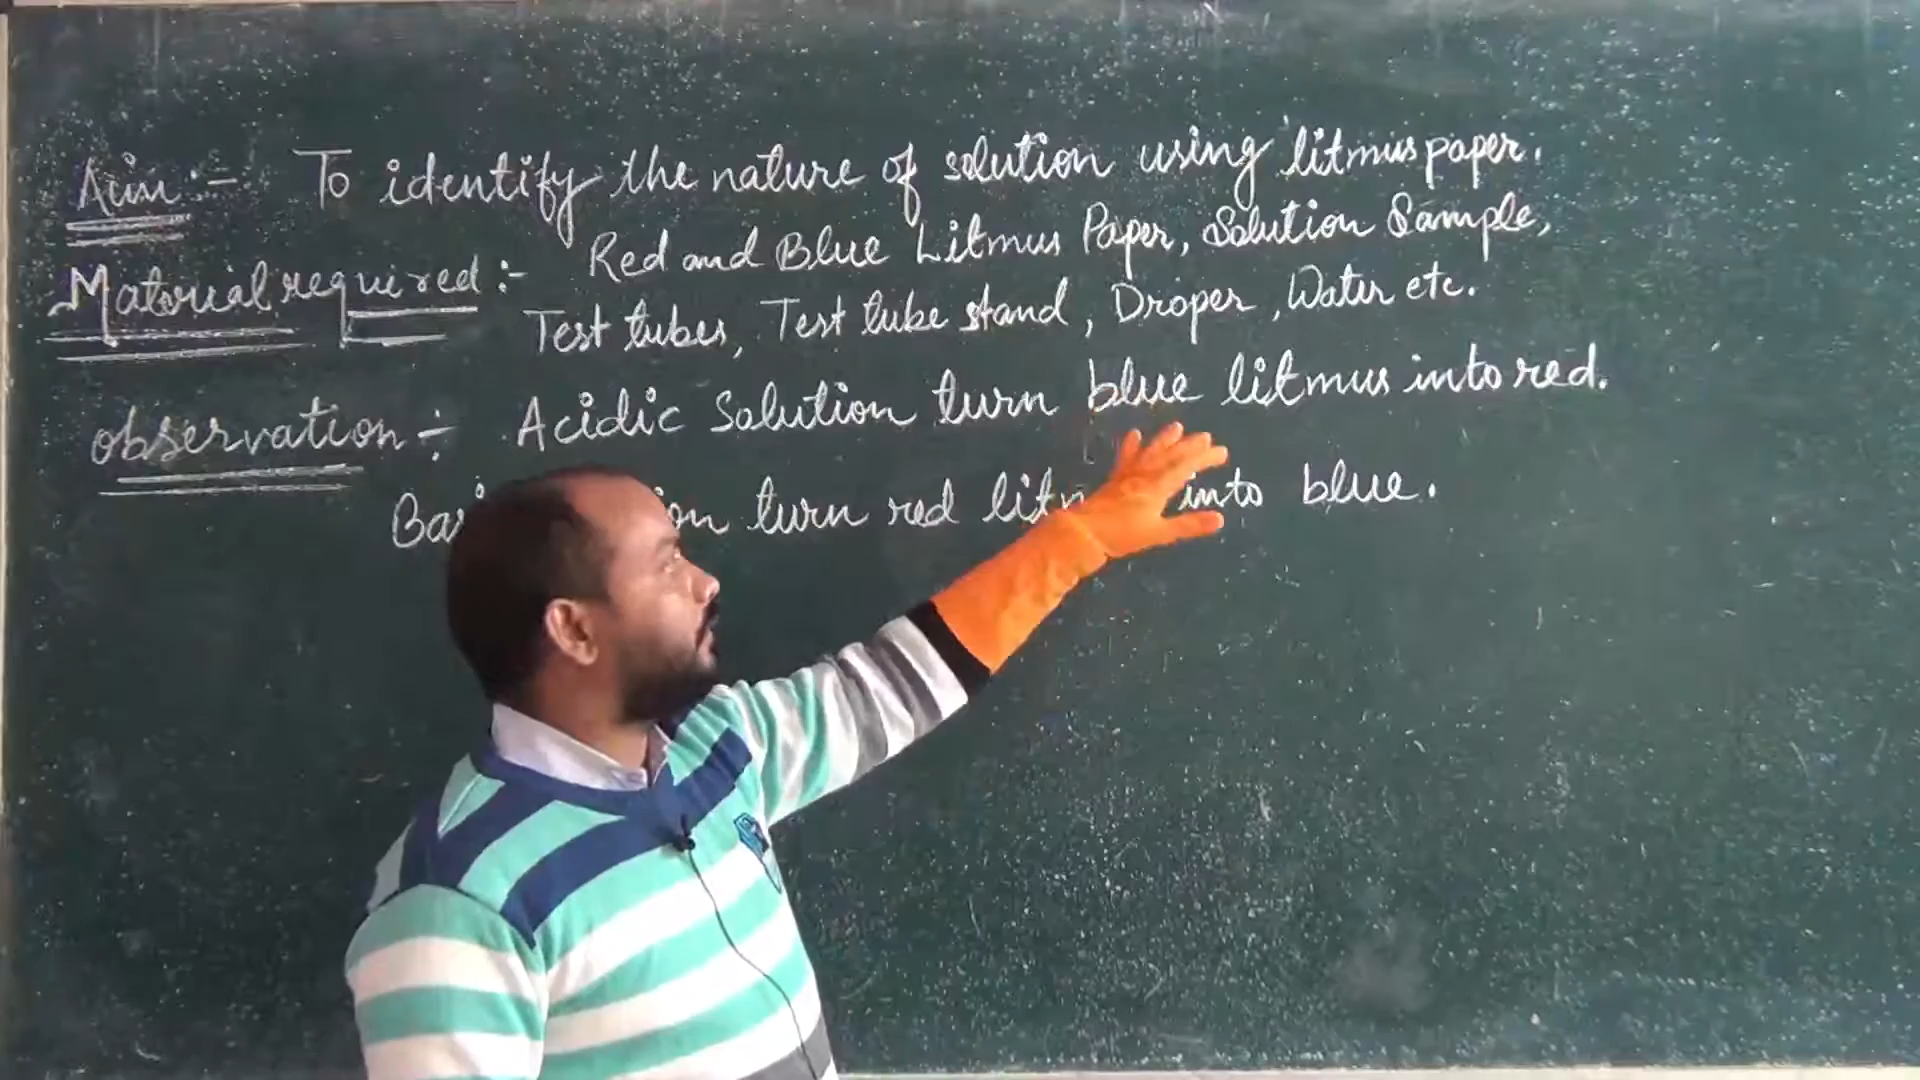 Aim :- To identify the nature of solution using litmus paper.
Material required :- Red and Blue Litmus Paper, Solution Sample,
Test tubes, Test tube stand, Droper, Water etc.
Observation :- Acidic Solution turn blue litmus into red.
turn red into blue.